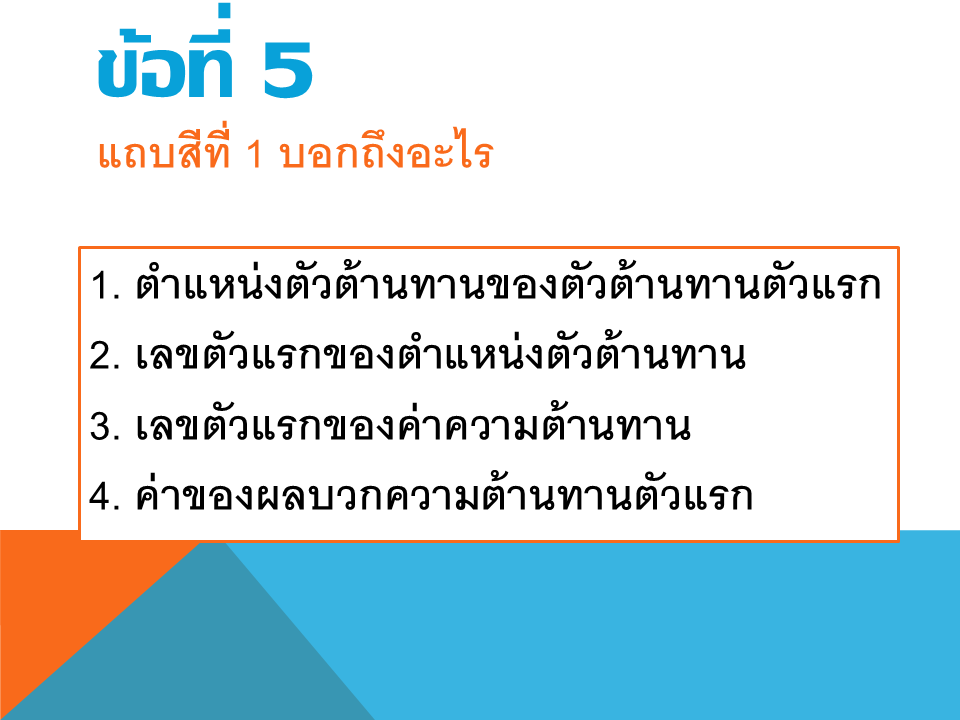 ข้อที่ 5
แถบสีที่ 1 บอกถึงอะไร
1. ตำแหน่งตัวต้านทานของตัวต้านทานตัวแรก
2. เลขตัวแรกของตำแหน่งตัวต้านทาน
3. เลขตัวแรกของค่าความต้านทาน
4. ค่าของผลบวกความต้านทานตัวแรก